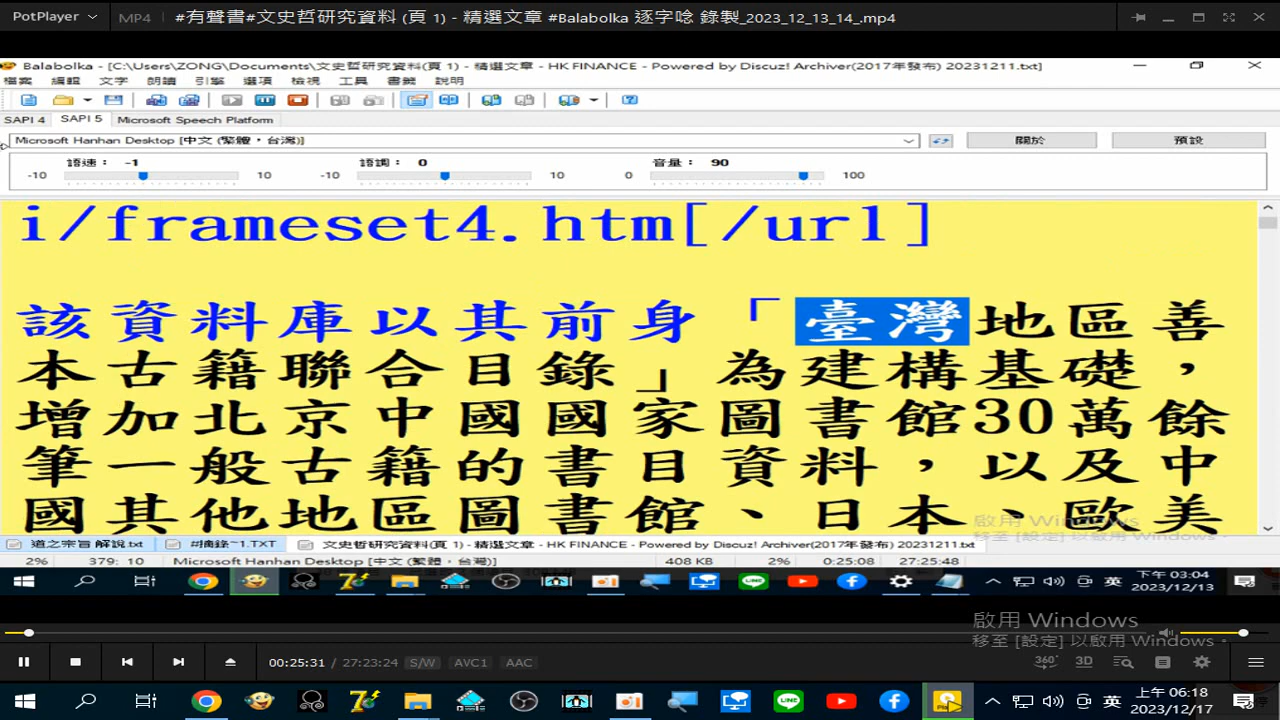 PotPlayer MP4 #有聲書#文史哲研究資料 (頁 1) - 精選文章 #Balabolka 逐字唸 錄製_2023_12_13_14_.mp4
Balabolka - [C:\Users\ZONG\Documents\文史哲研究資料(頁 1) - 精選文章 - HK FINANCE - Powered by Discuz! Archiver(2017年發布) 20231211.txt]
檔案 編輯 文字 朗讀 引擎 選項 檢視 工具 書籤 說明
SAPI 4 SAPI 5 Microsoft Speech Platform
Microsoft Hanhan Desktop [中文 (繁體，台灣)] 關於 預設
語速： -1 語調： 0 音量： 90
-10 10 -10 10 0 100
i/frameset4.htm[/url]
該資料庫以其前身「臺灣地區善
本古籍聯合目錄」為建構基礎，
增加北京中國國家圖書館30萬餘
筆一般古籍的書目資料，以及中
國其他地區圖書館、日本、歐美
啟用 Windows
移至 [設定] 以啟用 Windows。
道之宗旨 解說.txt #摘錄~1.TXT 文史哲研究資料(頁 1) - 精選文章 - HK FINANCE - Powered by Discuz! Archiver(2017年發布) 20231211.txt
2% 379: 10 Microsoft Hanhan Desktop [中文 (繁體，台灣)] 408 KB 2% 0:25:08 27:25:48
英 下午 03:04
2023/12/13
啟用 Windows
移至 [設定] 以啟用 Windows。
00:25:31 / 27:23:24 S/W AVC1 AAC 360° 3D
英 上午 06:18
2023/12/17